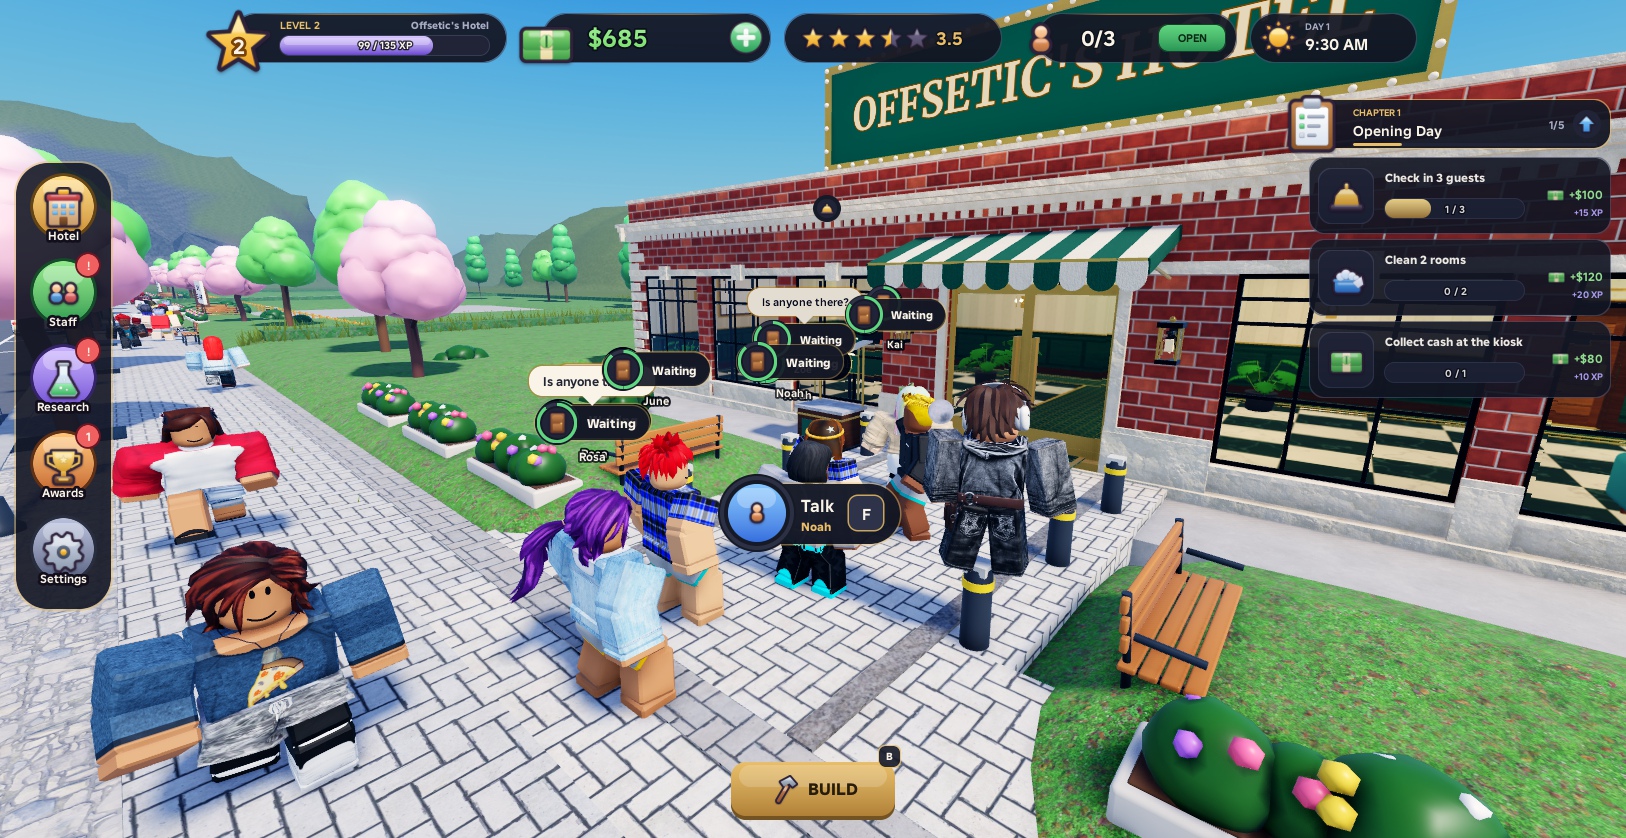 LEVEL 2
Offsetic's Hotel
2
99 / 135 XP
$685
3.5
0/3
OPEN
DAY 1
9:30 AM
OFFSETIC'S HOTEL
CHAPTER 1
Opening Day
1/5
Check in 3 guests
1 / 3
+$100
+15 XP
Clean 2 rooms
0 / 2
+$120
+20 XP
Collect cash at the kiosk
0 / 1
+$80
+10 XP
Hotel
!
Staff
!
Research
1
Awards
Settings
Is anyone there?
Waiting
Kai
Waiting
Waiting
Noah
Is anyone
Waiting
June
Waiting
Rosa
Talk
Noah
F
B
BUILD